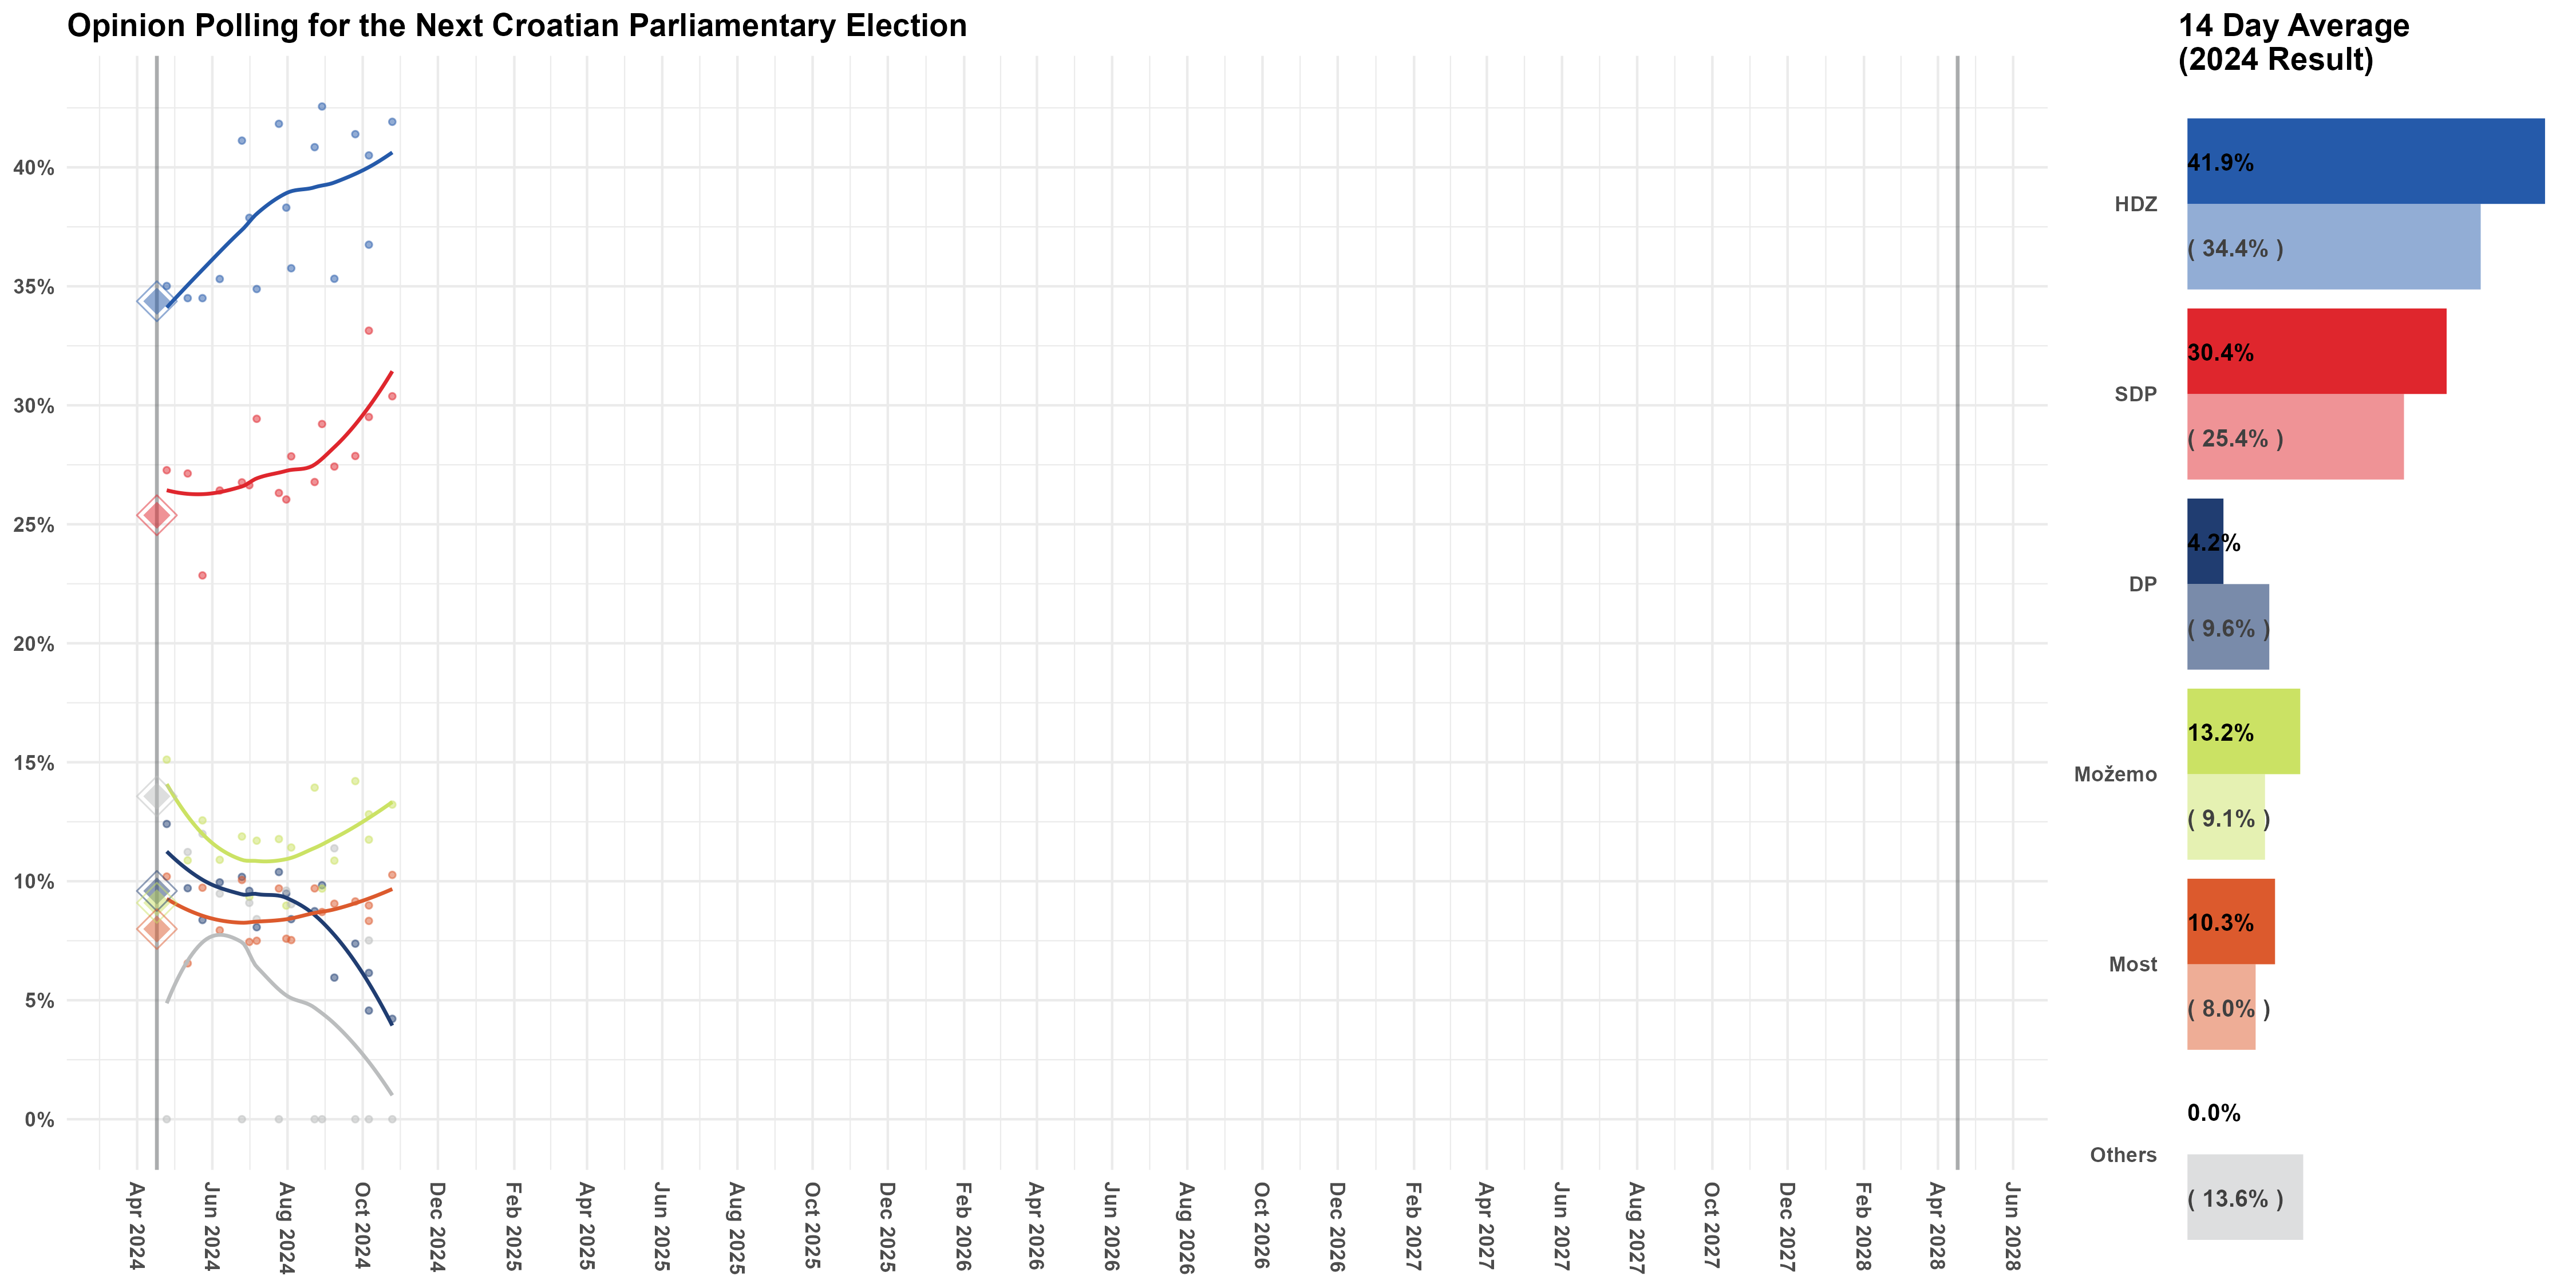 Opinion Polling for the Next Croatian Parliamentary Election
40%
35%
30%
25%
20%
15%
10%
5%
0%
Apr 2024
Jun 2024
Aug 2024
Oct 2024
Dec 2024
Feb 2025
Apr 2025
Jun 2025
Aug 2025
Oct 2025
Dec 2025
Feb 2026
Apr 2026
Jun 2026
Aug 2026
Oct 2026
Dec 2026
Feb 2027
Apr 2027
Jun 2027
Aug 2027
Oct 2027
Dec 2027
Feb 2028
Apr 2028
Jun 2028
14 Day Average
(2024 Result)
HDZ
41.9%
( 34.4% )
SDP
30.4%
( 25.4% )
DP
4.2%
( 9.6% )
Možemo
13.2%
( 9.1% )
Most
10.3%
( 8.0% )
Others
0.0%
( 13.6% )